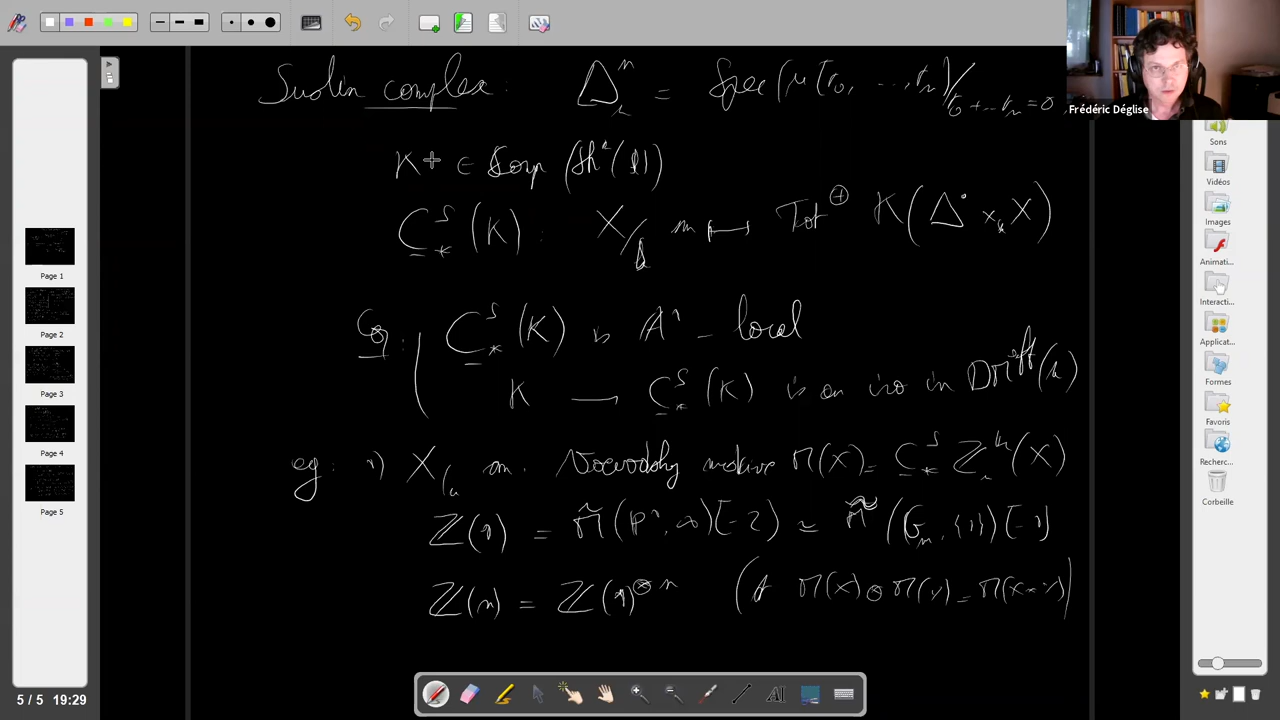 Suslin complex: Δ^n_k = Spec(k[t_0, ..., t_n]/t_0+...t_n=0
Frédéric Déglise
K ∈ Comp(Sh^tr(k))
C^S_*(K) : X/k sm ↦ Tot^⊕ K(Δ^• ×_k X)
Cor: C^S_*(K) is A^1-local
K → C^S_*(K) is an iso in DM^eff(k)
eg: 1) X/k sm. Voevodsky motive M(X) = C^S_* Z^tr_k(X)
Z(1) = M̃(P^1, ∞)[-2] ≃ M̃(G_m, {1})[-1]
Z(n) = Z(1)^⊗n ( M(X) ⊗ M(Y) = M(X×Y))
Page 1
Page 2
Page 3
Page 4
Page 5
5 / 5 19:29
Sons
Vidéos
Images
Animati...
Interacti...
Applicat...
Formes
Favoris
Recherc...
Corbeille